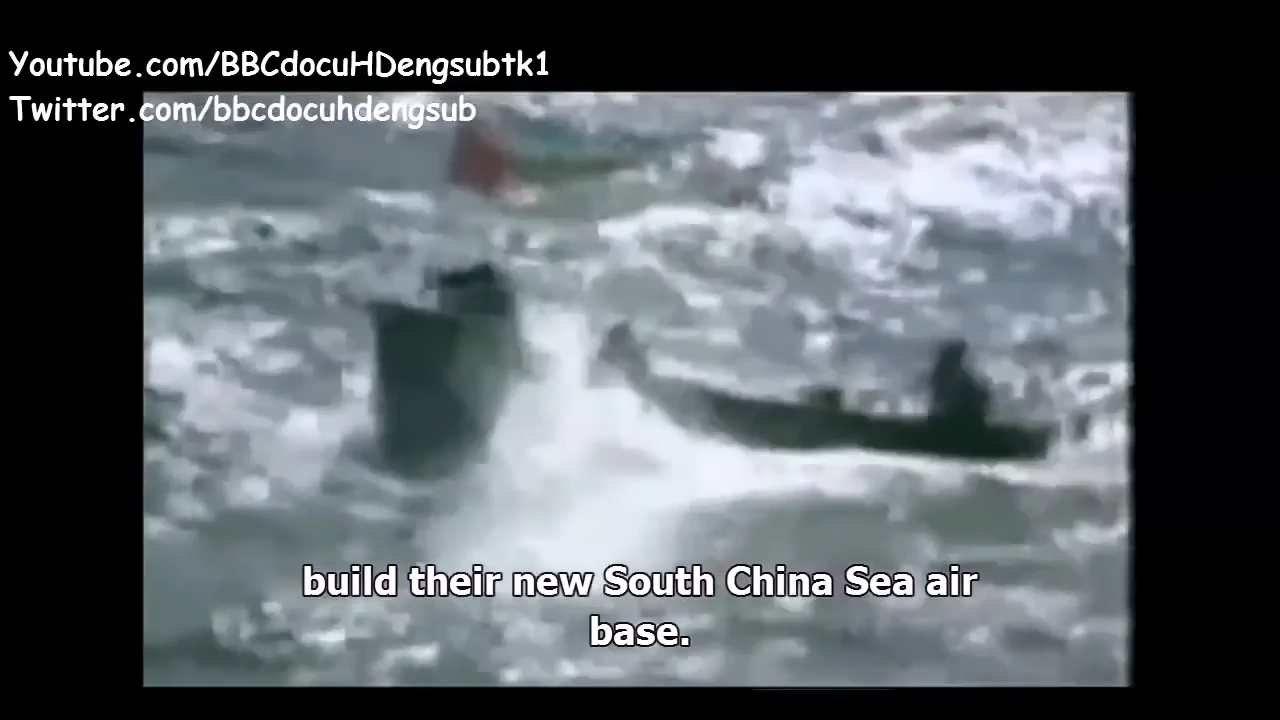 Youtube.com/BBCdocuHDengsubtk1
Twitter.com/bbcdocuhdengsub
build their new South China Sea air
base.